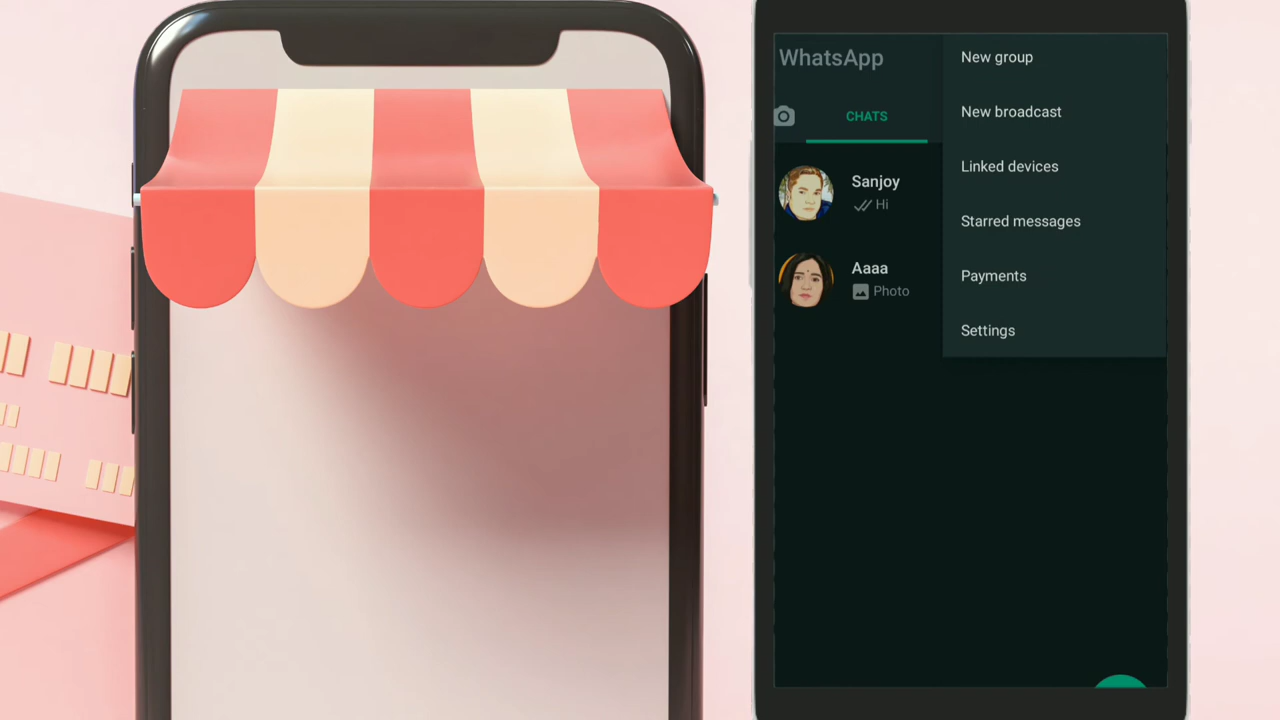 WhatsApp
CHATS
Sanjoy
Hi
Aaaa
Photo
New group
New broadcast
Linked devices
Starred messages
Payments
Settings